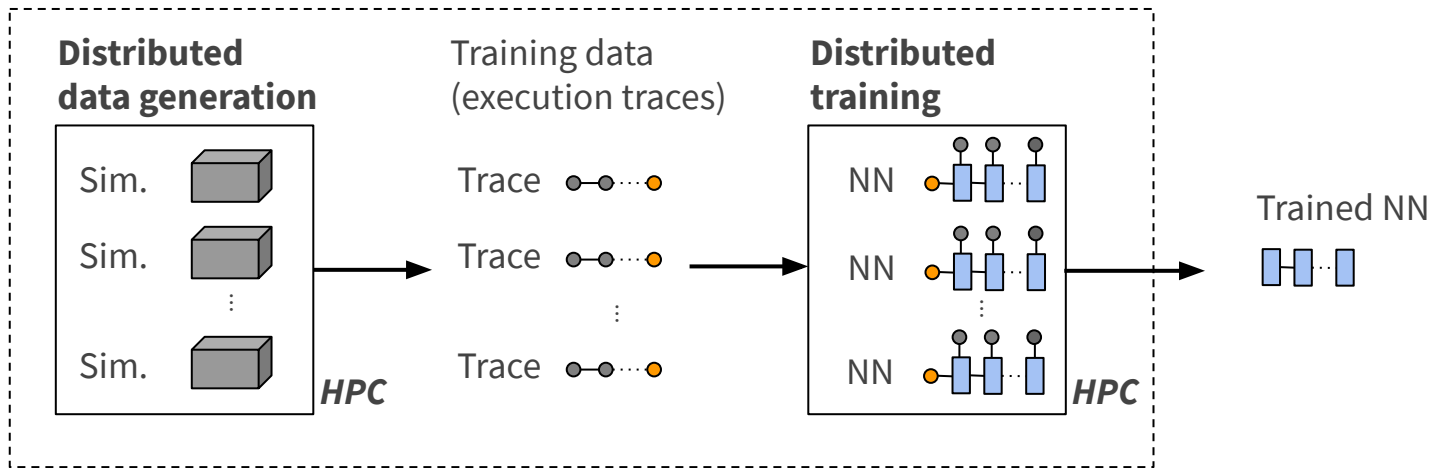 Distributed
data generation
Sim.
Sim.
Sim.
HPC
Training data
(execution traces)
Trace
Trace
Trace
Distributed
training
NN
NN
NN
HPC
Trained NN